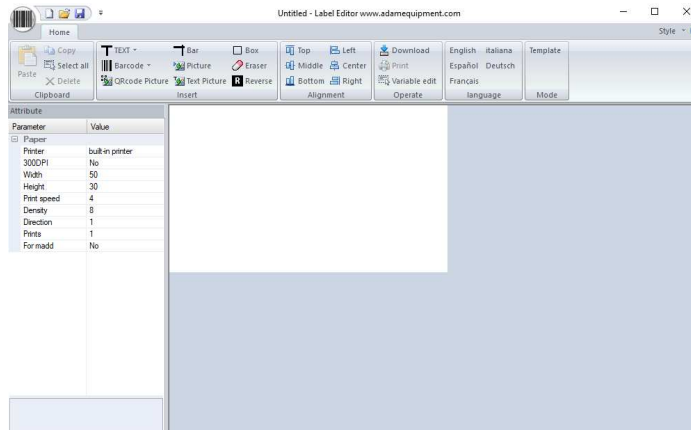 Untitled - Label Editor www.adamequipment.com
Home
Style
Paste
Copy
Select all
Delete
Clipboard
TEXT
Barcode
QRcode Picture
Bar
Picture
Text Picture
Box
Eraser
Reverse
Insert
Top
Middle
Bottom
Left
Center
Right
Alignment
Download
Print
Variable edit
Operate
English italiana
Español Deutsch
Français
language
Template
Mode
Attribute
Parameter Value
Paper
Printer built-in printer
300DPI No
Width 50
Height 30
Print speed 4
Density 8
Direction 1
Prints 1
For madd No